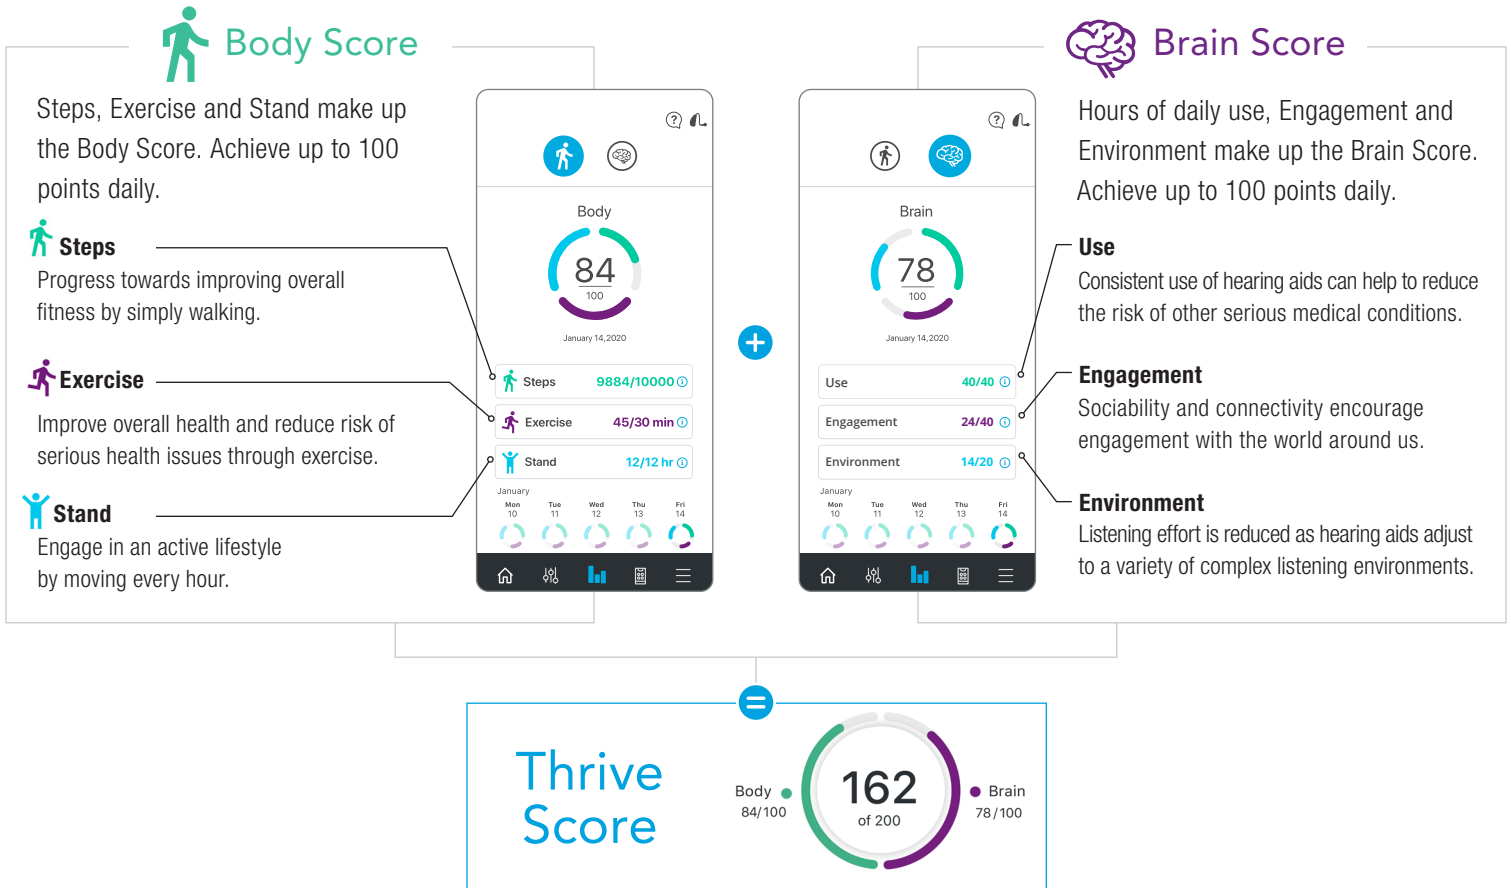 Body Score
Steps, Exercise and Stand make up
the Body Score. Achieve up to 100
points daily.
Steps
Progress towards improving overall
fitness by simply walking.
Exercise
Improve overall health and reduce risk of
serious health issues through exercise.
Stand
Engage in an active lifestyle
by moving every hour.
?
Body
84
100
January 14, 2020
Steps 9884/10000
Exercise 45/30 min
Stand 12/12 hr
January
Mon Tue Wed Thu Fri
10 11 12 13 14
?
Brain
78
100
January 14, 2020
Use 40/40
Engagement 24/40
Environment 14/20
January
Mon Tue Wed Thu Fri
10 11 12 13 14
Brain Score
Hours of daily use, Engagement and
Environment make up the Brain Score.
Achieve up to 100 points daily.
Use
Consistent use of hearing aids can help to reduce
the risk of other serious medical conditions.
Engagement
Sociability and connectivity encourage
engagement with the world around us.
Environment
Listening effort is reduced as hearing aids adjust
to a variety of complex listening environments.
Thrive
Score
Body
84/100
162
of 200
Brain
78/100